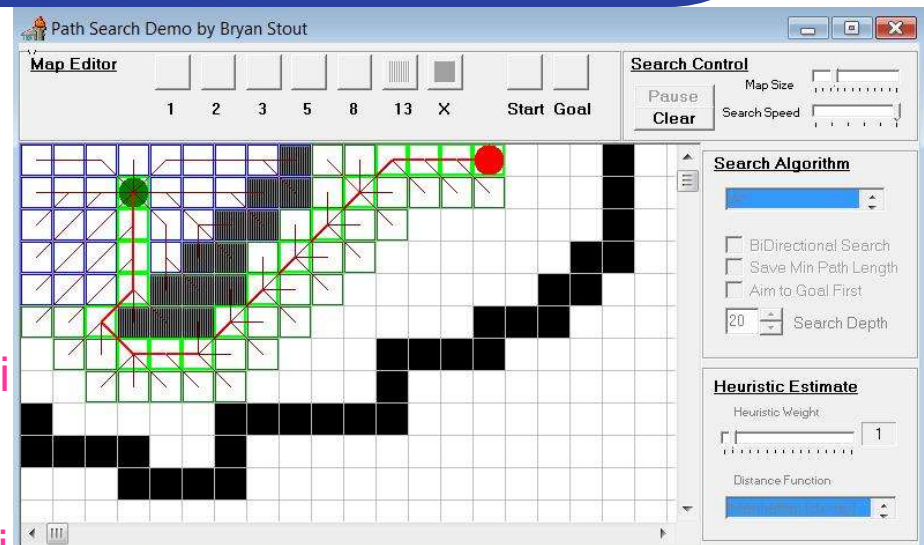 Path Search Demo by Bryan Stout
Map Editor
1 2 3 5 8 13 X Start Goal
Search Control
Map Size
Pause
Clear
Search Speed
Search Algorithm
BiDirectional Search
Save Min Path Length
Aim to Goal First
20 Search Depth
Heuristic Estimate
Heuristic Weight
1
Distance Function
i
i